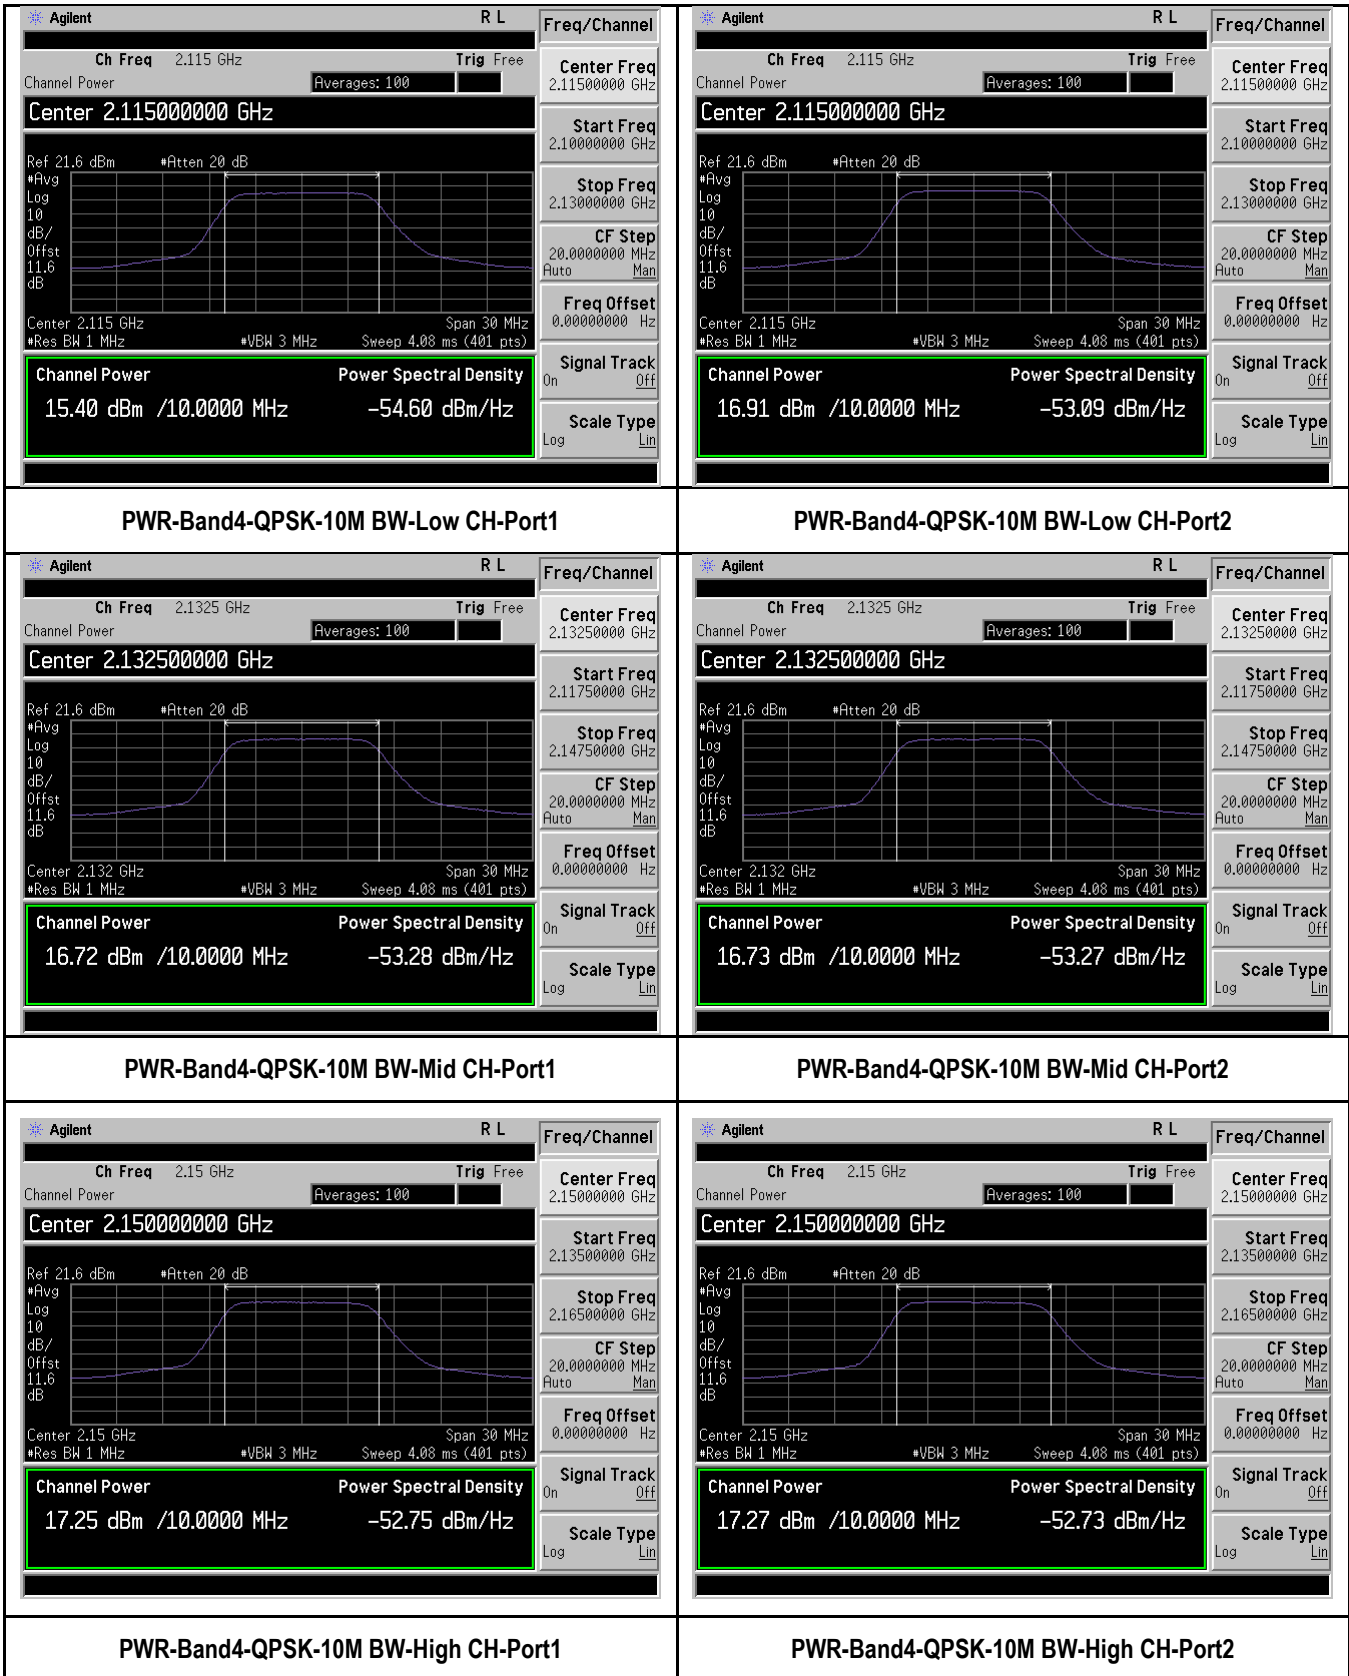 Agilent R L
Freq/Channel
Ch Freq 2.115 GHz Trig Free
Channel Power Averages: 100
Center 2.115000000 GHz
Ref 21.6 dBm #Atten 20 dB
#Avg
Log
10
dB/
Offst
11.6
dB
Center 2.115 GHz Span 30 MHz
#Res BW 1 MHz #VBW 3 MHz Sweep 4.08 ms (401 pts)
Channel Power Power Spectral Density
15.40 dBm /10.0000 MHz -54.60 dBm/Hz
Center Freq
2.11500000 GHz
Start Freq
2.10000000 GHz
Stop Freq
2.13000000 GHz
CF Step
20.0000000 MHz
Auto Man
Freq Offset
0.00000000 Hz
Signal Track
On Off
Scale Type
Log Lin
PWR-Band4-QPSK-10M BW-Low CH-Port1
Agilent R L
Freq/Channel
Ch Freq 2.115 GHz Trig Free
Channel Power Averages: 100
Center 2.115000000 GHz
Ref 21.6 dBm #Atten 20 dB
#Avg
Log
10
dB/
Offst
11.6
dB
Center 2.115 GHz Span 30 MHz
#Res BW 1 MHz #VBW 3 MHz Sweep 4.08 ms (401 pts)
Channel Power Power Spectral Density
16.91 dBm /10.0000 MHz -53.09 dBm/Hz
Center Freq
2.11500000 GHz
Start Freq
2.10000000 GHz
Stop Freq
2.13000000 GHz
CF Step
20.0000000 MHz
Auto Man
Freq Offset
0.00000000 Hz
Signal Track
On Off
Scale Type
Log Lin
PWR-Band4-QPSK-10M BW-Low CH-Port2
Agilent R L
Freq/Channel
Ch Freq 2.1325 GHz Trig Free
Channel Power Averages: 100
Center 2.132500000 GHz
Ref 21.6 dBm #Atten 20 dB
#Avg
Log
10
dB/
Offst
11.6
dB
Center 2.132 GHz Span 30 MHz
#Res BW 1 MHz #VBW 3 MHz Sweep 4.08 ms (401 pts)
Channel Power Power Spectral Density
16.72 dBm /10.0000 MHz -53.28 dBm/Hz
Center Freq
2.13250000 GHz
Start Freq
2.11750000 GHz
Stop Freq
2.14750000 GHz
CF Step
20.0000000 MHz
Auto Man
Freq Offset
0.00000000 Hz
Signal Track
On Off
Scale Type
Log Lin
PWR-Band4-QPSK-10M BW-Mid CH-Port1
Agilent R L
Freq/Channel
Ch Freq 2.1325 GHz Trig Free
Channel Power Averages: 100
Center 2.132500000 GHz
Ref 21.6 dBm #Atten 20 dB
#Avg
Log
10
dB/
Offst
11.6
dB
Center 2.132 GHz Span 30 MHz
#Res BW 1 MHz #VBW 3 MHz Sweep 4.08 ms (401 pts)
Channel Power Power Spectral Density
16.73 dBm /10.0000 MHz -53.27 dBm/Hz
Center Freq
2.13250000 GHz
Start Freq
2.11750000 GHz
Stop Freq
2.14750000 GHz
CF Step
20.0000000 MHz
Auto Man
Freq Offset
0.00000000 Hz
Signal Track
On Off
Scale Type
Log Lin
PWR-Band4-QPSK-10M BW-Mid CH-Port2
Agilent R L
Freq/Channel
Ch Freq 2.15 GHz Trig Free
Channel Power Averages: 100
Center 2.150000000 GHz
Ref 21.6 dBm #Atten 20 dB
#Avg
Log
10
dB/
Offst
11.6
dB
Center 2.15 GHz Span 30 MHz
#Res BW 1 MHz #VBW 3 MHz Sweep 4.08 ms (401 pts)
Channel Power Power Spectral Density
17.25 dBm /10.0000 MHz -52.75 dBm/Hz
Center Freq
2.15000000 GHz
Start Freq
2.13500000 GHz
Stop Freq
2.16500000 GHz
CF Step
20.0000000 MHz
Auto Man
Freq Offset
0.00000000 Hz
Signal Track
On Off
Scale Type
Log Lin
PWR-Band4-QPSK-10M BW-High CH-Port1
Agilent R L
Freq/Channel
Ch Freq 2.15 GHz Trig Free
Channel Power Averages: 100
Center 2.150000000 GHz
Ref 21.6 dBm #Atten 20 dB
#Avg
Log
10
dB/
Offst
11.6
dB
Center 2.15 GHz Span 30 MHz
#Res BW 1 MHz #VBW 3 MHz Sweep 4.08 ms (401 pts)
Channel Power Power Spectral Density
17.27 dBm /10.0000 MHz -52.73 dBm/Hz
Center Freq
2.15000000 GHz
Start Freq
2.13500000 GHz
Stop Freq
2.16500000 GHz
CF Step
20.0000000 MHz
Auto Man
Freq Offset
0.00000000 Hz
Signal Track
On Off
Scale Type
Log Lin
PWR-Band4-QPSK-10M BW-High CH-Port2